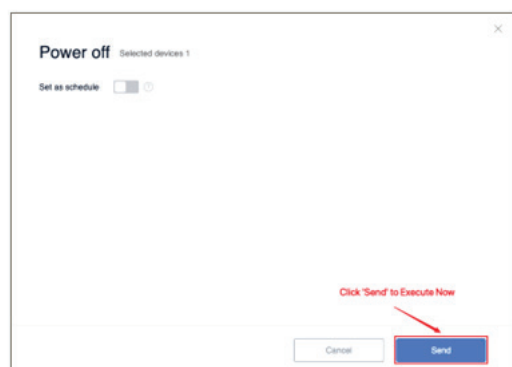 Power off Selected devices 1
Set as schedule
Click 'Send' to Execute Now
Cancel Send